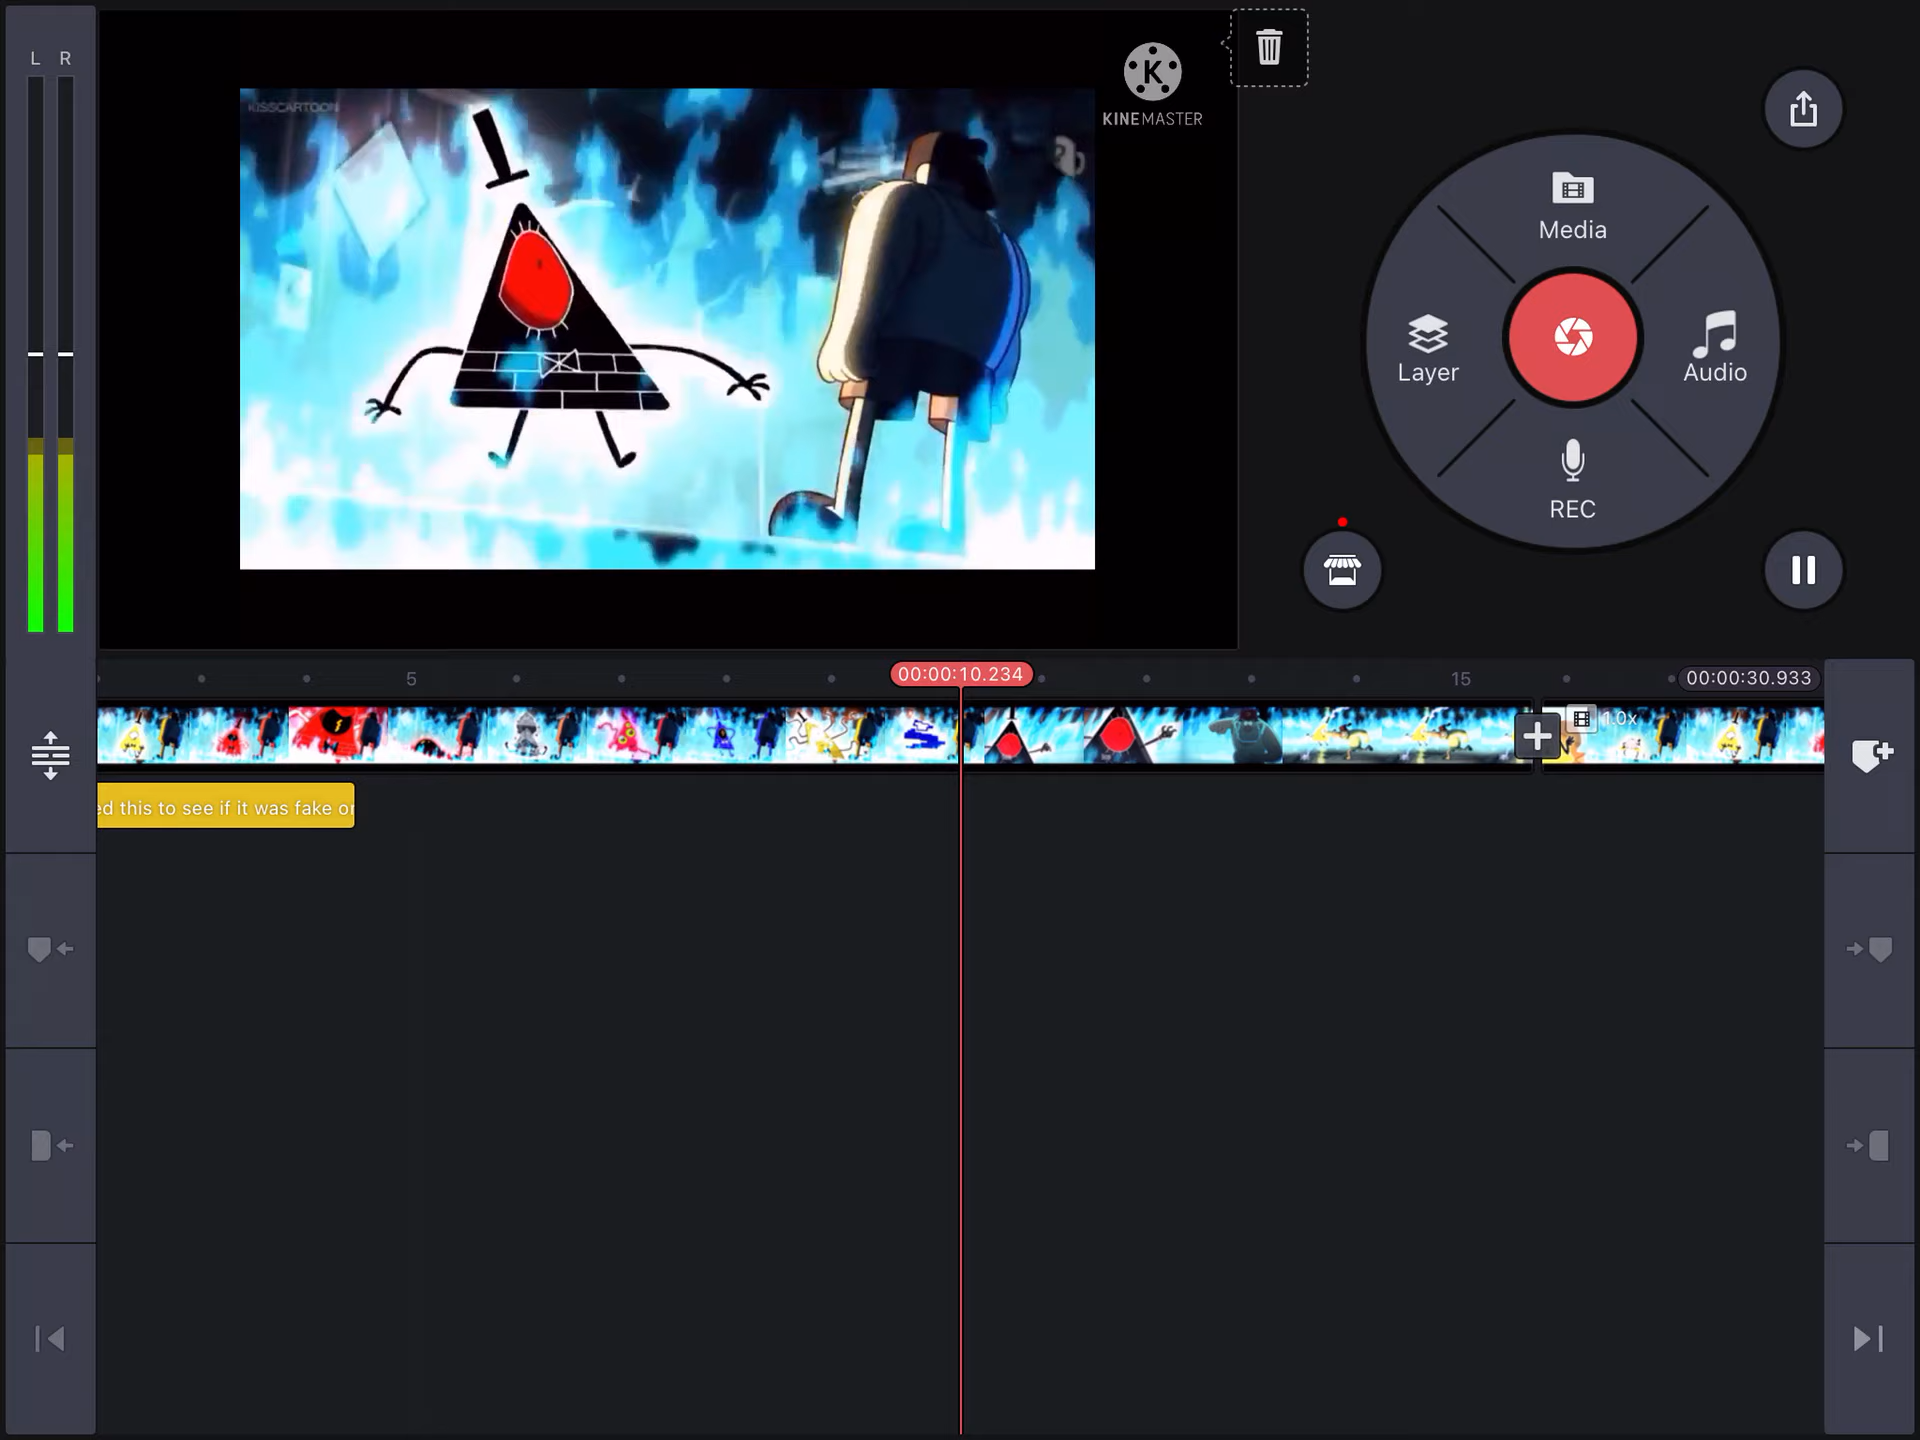 L R
KISSCARTOON
K
KINEMASTER
Media
Layer
Audio
REC
5
00:00:10.234
15
00:00:30.933
1.0x
ed this to see if it was fake or